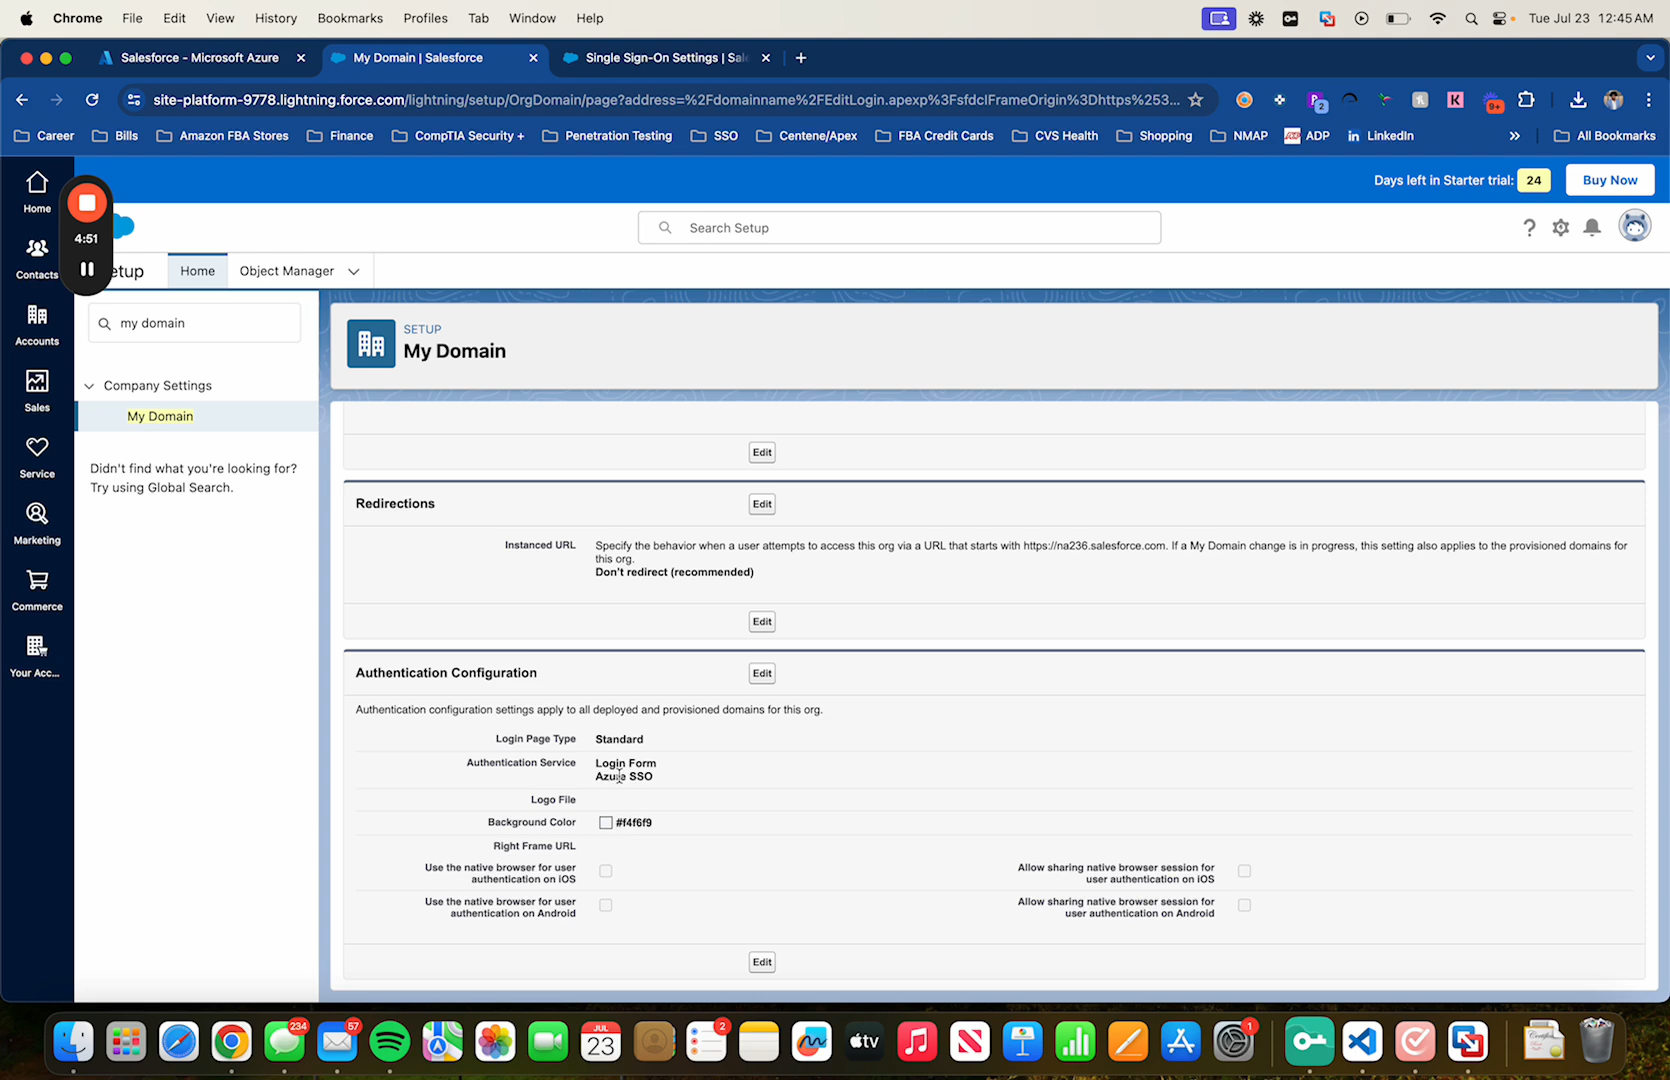 Chrome File Edit View History Bookmarks Profiles Tab Window Help
Tue Jul 23 12:45 AM
Salesforce - Microsoft Azure
My Domain | Salesforce
Single Sign-On Settings | Sal
site-platform-9778.lightning.force.com/lightning/setup/OrgDomain/page?address=%2Fdomainname%2FEditLogin.apexp%3FsfdcIFrameOrigin%3Dhttps%253...
2
9+
K
Career Bills Amazon FBA Stores Finance CompTIA Security + Penetration Testing SSO Centene/Apex FBA Credit Cards CVS Health Shopping NMAP ADP LinkedIn » All Bookmarks
Days left in Starter trial: 24 Buy Now
Home
Contacts
Accounts
Sales
Service
Marketing
Commerce
Your Acc...
4:51
Search Setup
etup Home Object Manager
my domain
Company Settings
My Domain
Didn't find what you're looking for?
Try using Global Search.
SETUP
My Domain
Edit
Redirections Edit
Instanced URL Specify the behavior when a user attempts to access this org via a URL that starts with https://na236.salesforce.com. If a My Domain change is in progress, this setting also applies to the provisioned domains for
this org.
Don't redirect (recommended)
Edit
Authentication Configuration Edit
Authentication configuration settings apply to all deployed and provisioned domains for this org.
Login Page Type Standard
Authentication Service Login Form
Azure SSO
Logo File
Background Color #f4f6f9
Right Frame URL
Use the native browser for user
authentication on iOS
Allow sharing native browser session for
user authentication on iOS
Use the native browser for user
authentication on Android
Allow sharing native browser session for
user authentication on Android
Edit
234
57
JUL
23
2
tv
1